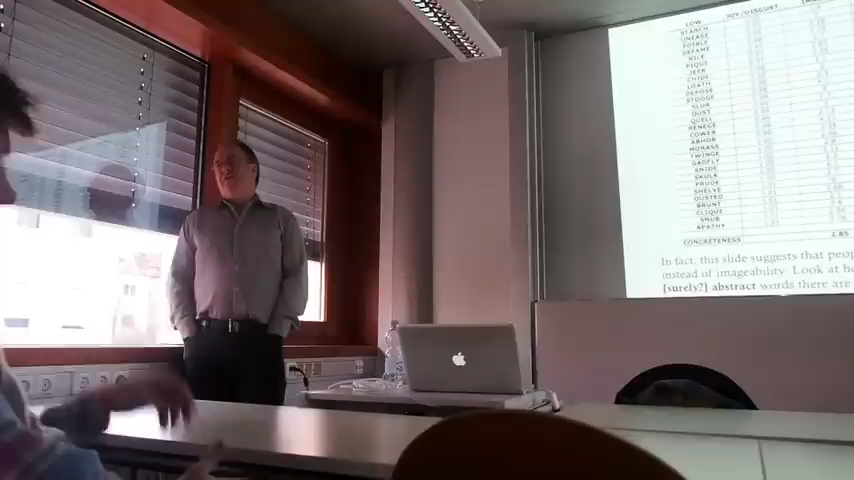 LOW JOY/DISGUST
STANCH
UNEASE
FOIBLE
DEFAME
RILE
PIQUE
JEER
CHIDE
LOATH
DEPOSE
STODGE
SLUR
OUST
QUELL
RENEGE
COWER
ABHOR
MORASS
TWINGE
GADFLY
SNIDE
SKULK
PRUDE
SHELVE
OUSTED
BRUNT
CLIQUE
SNUB
APATHY
CONCRETENESS 2.85
In fact, this slide suggests that peop
instead of imageability. Look at ho
[surely?] abstract words there are